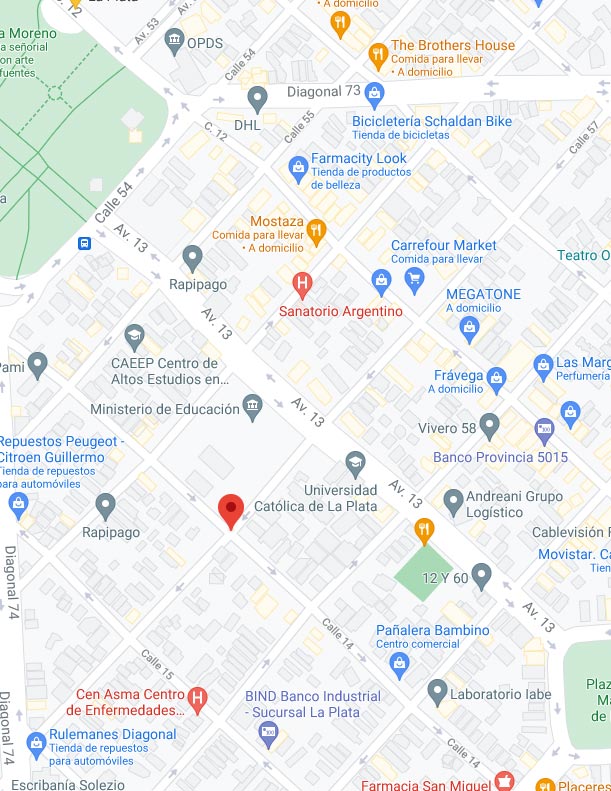 La Plata
12
• A domicilio
Av. 53
a Moreno
a señorial
on arte
fuentes
OPDS
Calle 54
The Brothers House
Comida para llevar
• A domicilio
Diagonal 73
DHL
Calle 55
C. 12
Bicicletería Schaldan Bike
Tienda de bicicletas
Calle 57
Farmacity Look
Tienda de productos
de belleza
a
Calle 54
Av. 13
Mostaza
Comida para llevar
• A domicilio
Carrefour Market
Comida para llevar
Teatro O
Rapipago
Sanatorio Argentino
MEGATONE
A domicilio
Av. 13
Pami
CAEEP Centro de
Altos Estudios en...
Frávega
A domicilio
Las Marg
Perfumería
Ministerio de Educación
Av. 13
Vivero 58
Repuestos Peugeot -
Citroen Guillermo
Tienda de repuestos
para automóviles
Banco Provincia 5015
Universidad
Católica de La Plata
Av. 13
Andreani Grupo
Logístico
Rapipago
Cablevisión F
Movistar. Ca
Tien
Diagonal 74
12 Y 60
Av. 13
Calle 14
Pañalera Bambino
Centro comercial
Calle 15
Cen Asma Centro
de Enfermedades...
BIND Banco Industrial
- Sucursal La Plata
Laboratorio labe
Plaz
Ma
de
Diagonal 74
Rulemanes Diagonal
Tienda de repuestos
para automóviles
Calle 14
Escribanía Solezio
Farmacia San Miguel
Placeres